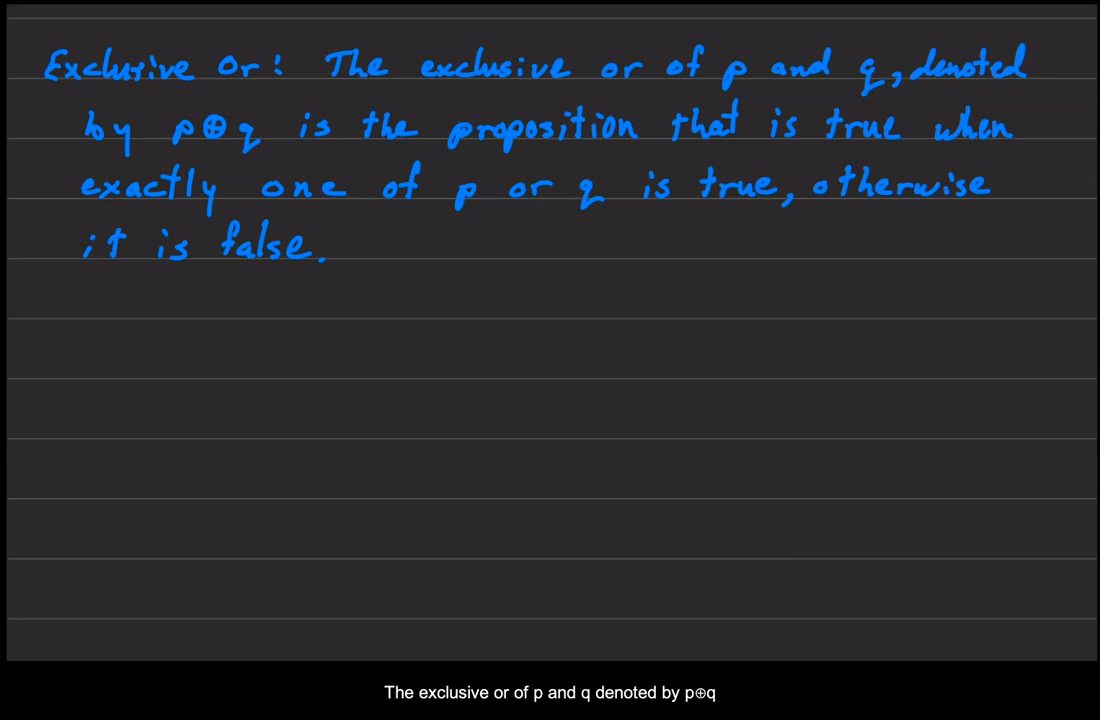 Exclusive Or: The exclusive or of p and q, denoted
by p⊕q is the proposition that is true when
exactly one of p or q is true, otherwise
it is false.
The exclusive or of p and q denoted by p⊕q